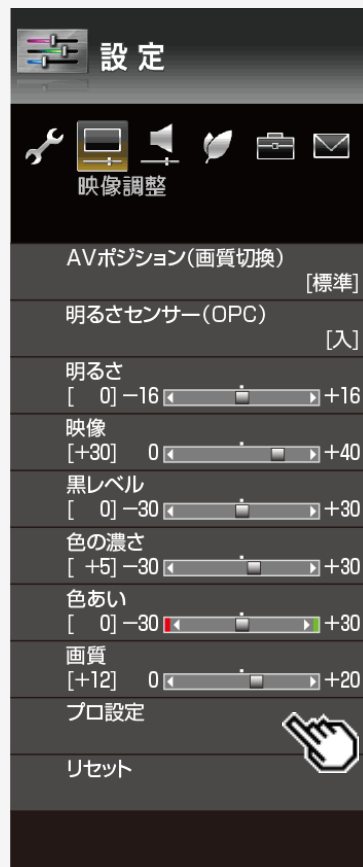 設定
映像調整
AVポジション(画質切換)
[標準]
明るさセンサー(OPC)
[入]
明るさ
[ 0] －16 +16
映像
[+30] 0 +40
黒レベル
[ 0] －30 +30
色の濃さ
[ +5] －30 +30
色あい
[ 0] －30 +30
画質
[+12] 0 +20
プロ設定
リセット